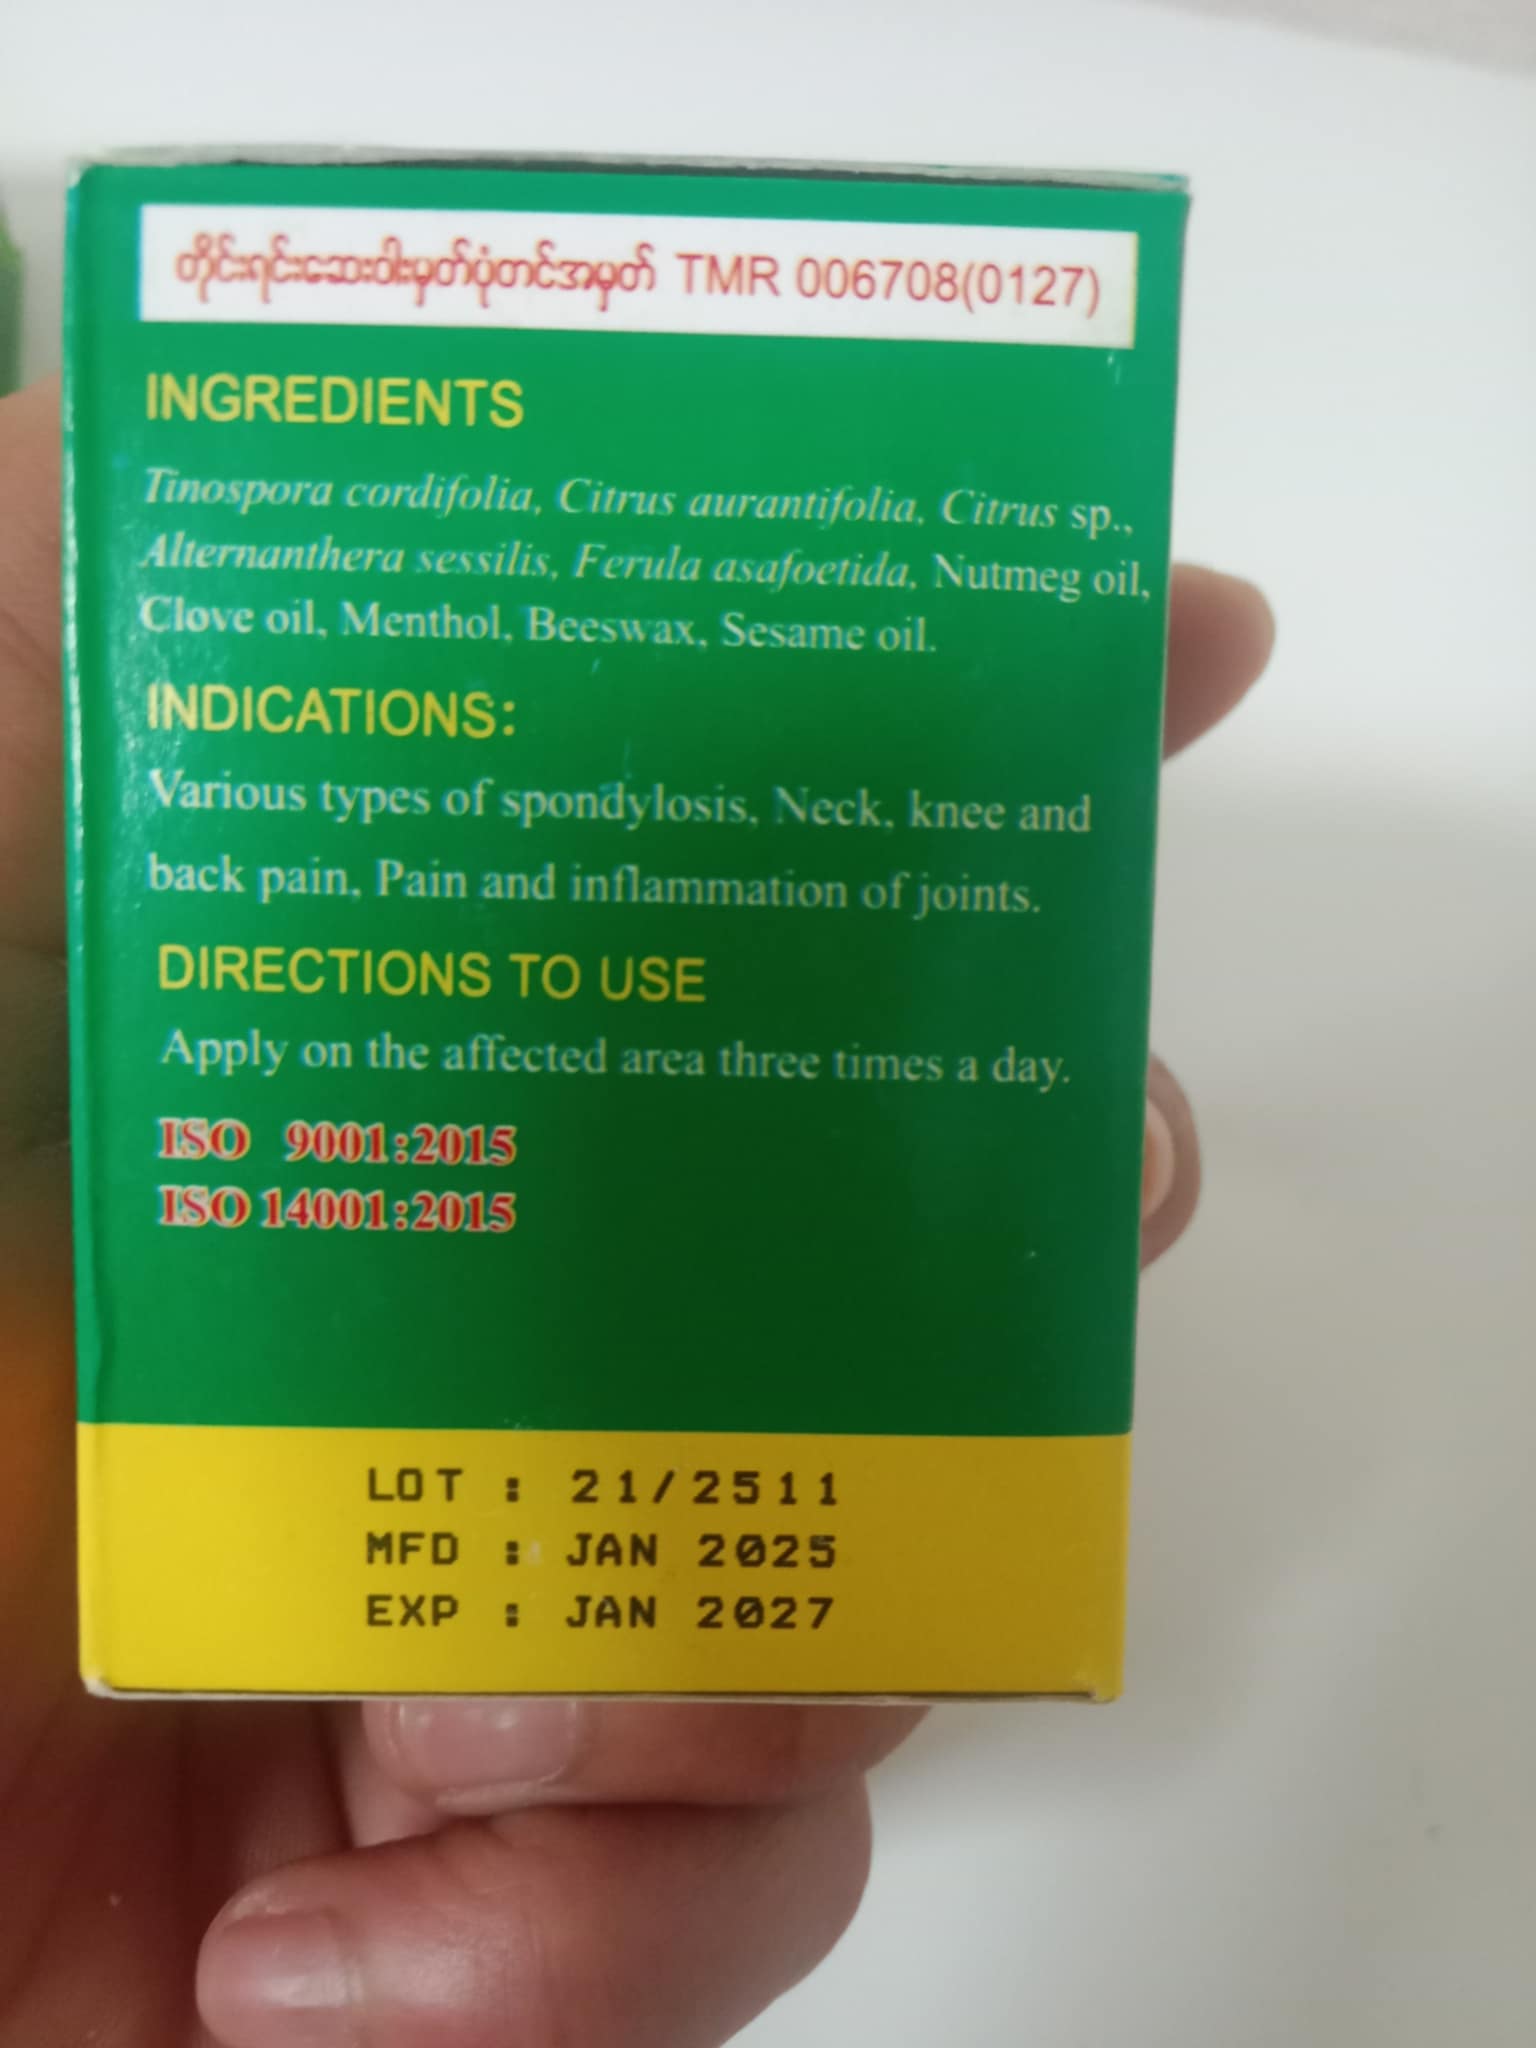 တိုင်းရင်းဆေးဝါးမှတ်ပုံတင်အမှတ် TMR 006708(0127)
INGREDIENTS
Tinospora cordifolia, Citrus aurantifolia, Citrus sp.,
Alternanthera sessilis, Ferula asafoetida, Nutmeg oil,
Clove oil, Menthol, Beeswax, Sesame oil.
INDICATIONS:
Various types of spondylosis, Neck, knee and
back pain, Pain and inflammation of joints.
DIRECTIONS TO USE
Apply on the affected area three times a day.
ISO 9001:2015
ISO 14001:2015
LOT : 21/2511
MFD : JAN 2025
EXP : JAN 2027